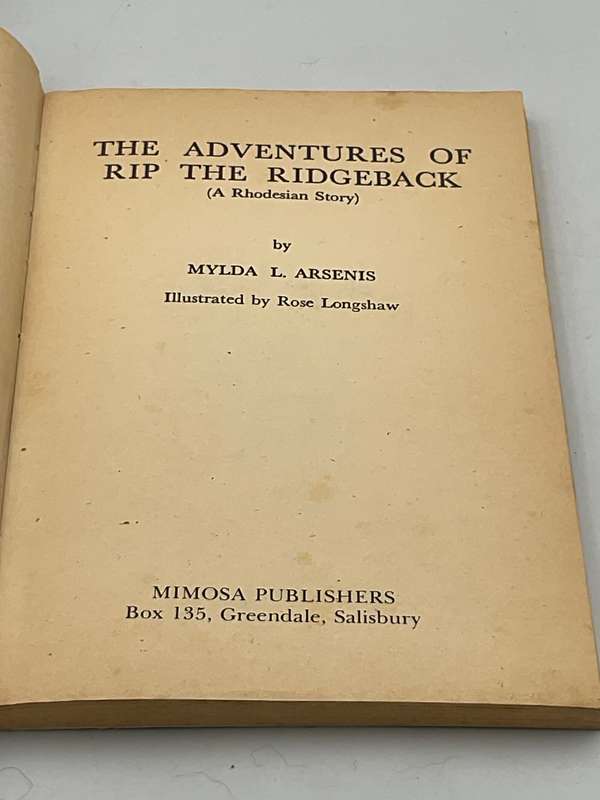 THE ADVENTURES OF
RIP THE RIDGEBACK
(A Rhodesian Story)
by
MYLDA L. ARSENIS
Illustrated by Rose Longshaw
MIMOSA PUBLISHERS
Box 135, Greendale, Salisbury